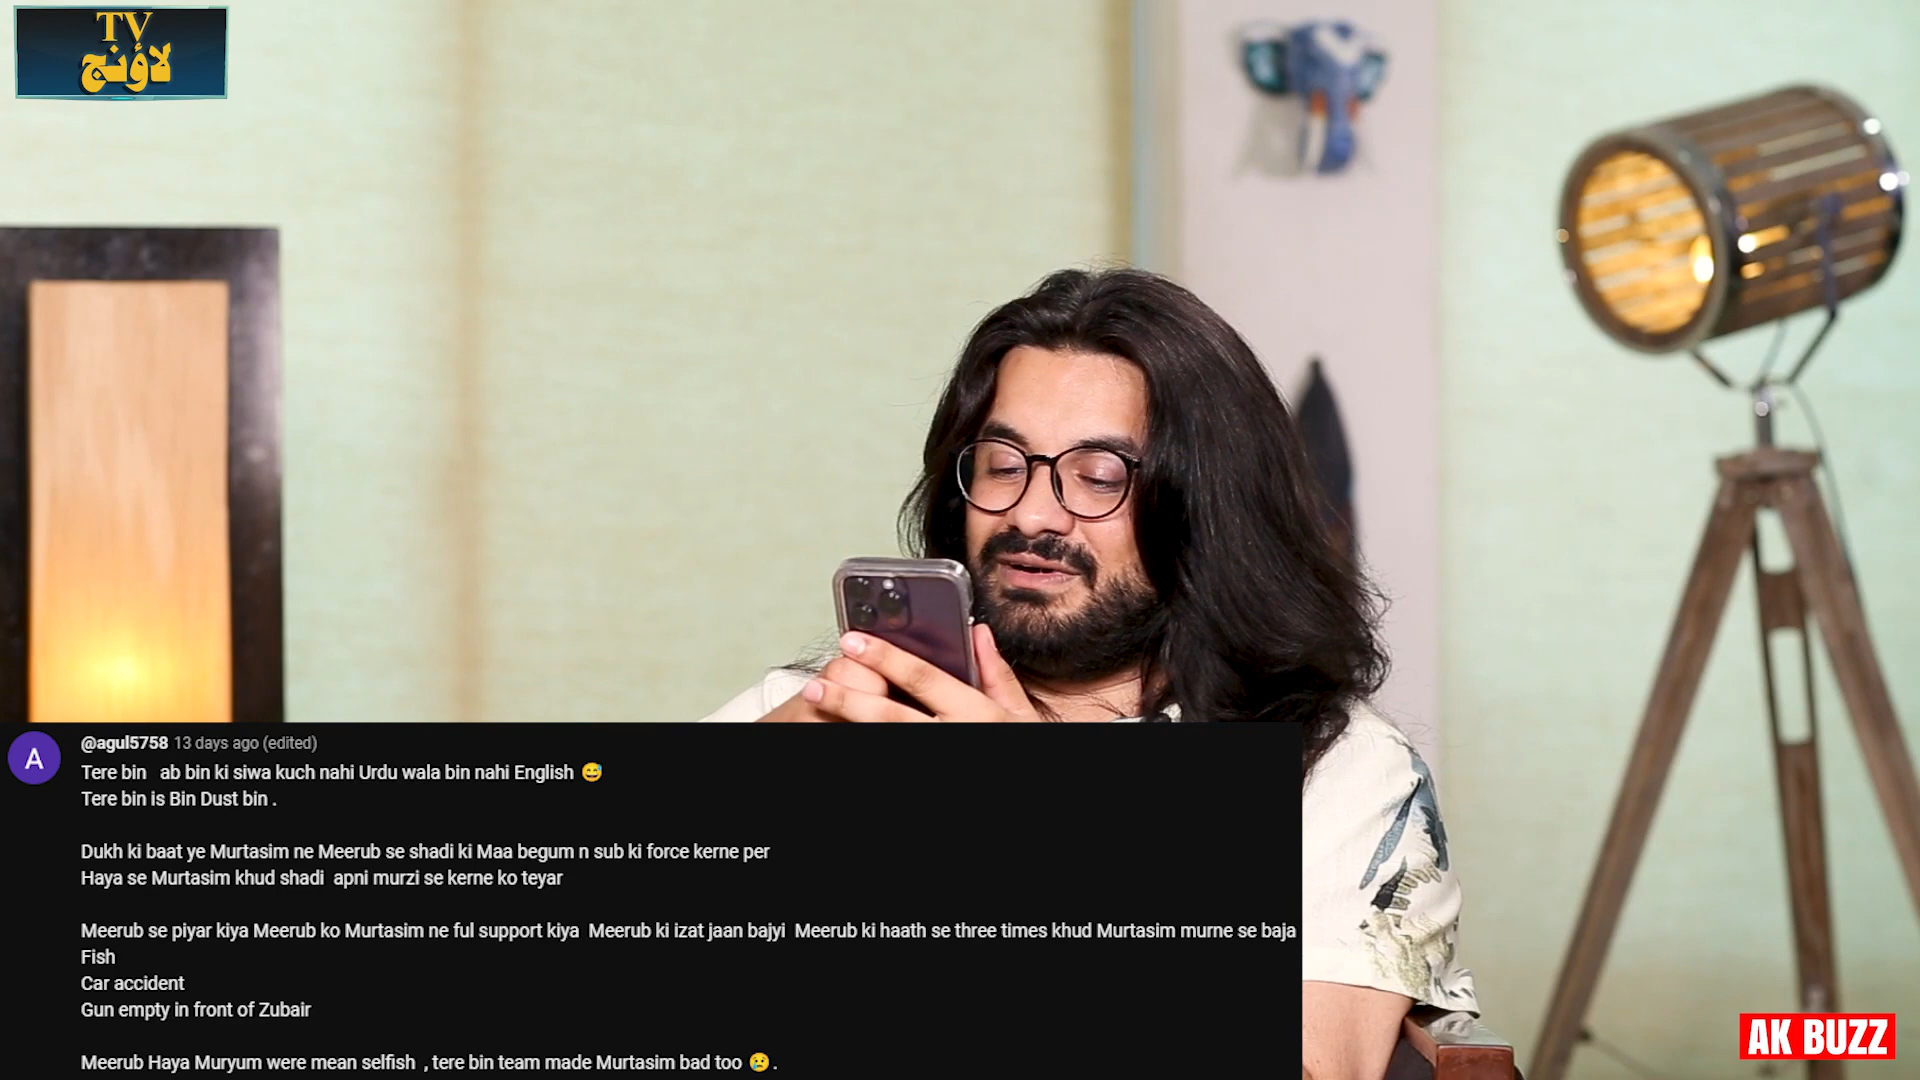 TV
لاؤنج
A
@agul5758 13 days ago (edited)
Tere bin ab bin ki siwa kuch nahi Urdu wala bin nahi English 😅
Tere bin is Bin Dust bin .
Dukh ki baat ye Murtasim ne Meerub se shadi ki Maa begum n sub ki force kerne per
Haya se Murtasim khud shadi apni murzi se kerne ko teyar
Meerub se piyar kiya Meerub ko Murtasim ne ful support kiya Meerub ki izat jaan bajyi Meerub ki haath se three times khud Murtasim murne se baja
Fish
Car accident
Gun empty in front of Zubair
Meerub Haya Muryum were mean selfish , tere bin team made Murtasim bad too 😢.
AK BUZZ